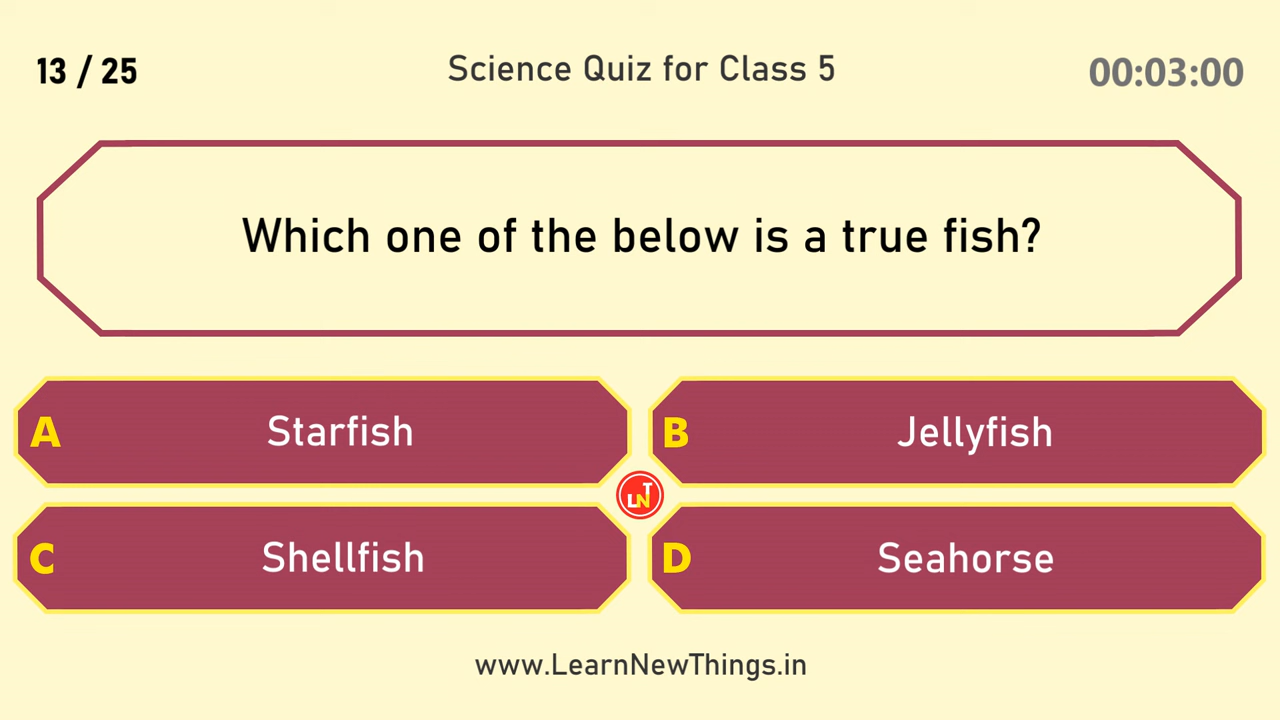 13 / 25
Science Quiz for Class 5
00:03:00
Which one of the below is a true fish?
A Starfish
B Jellyfish
LNT
C Shellfish
D Seahorse
www.LearnNewThings.in